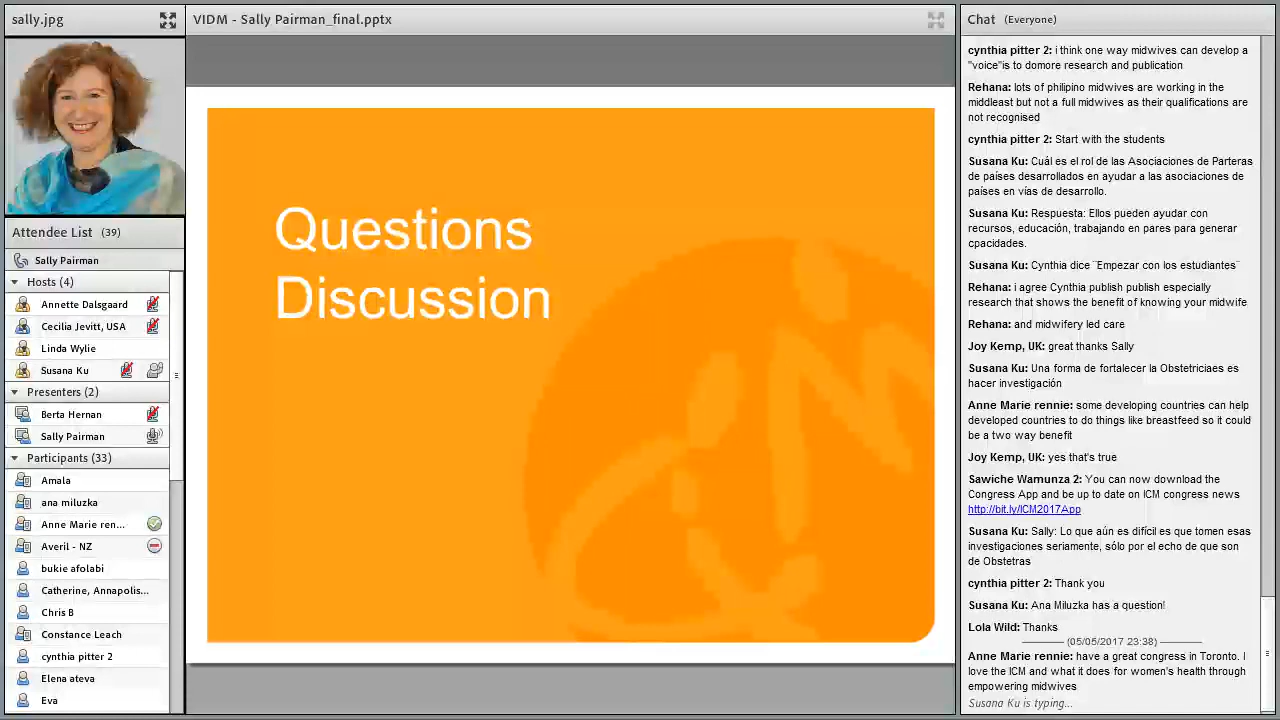 sally.jpg
Attendee List (39)
Sally Pairman
Hosts (4)
Annette Dalsgaard
Cecilia Jevitt, USA
Linda Wylie
Susana Ku
Presenters (2)
Berta Hernan
Sally Pairman
Participants (33)
Amala
ana miluzka
Anne Marie ren...
Averil - NZ
bukie afolabi
Catherine, Annapolis...
Chris B
Constance Leach
cynthia pitter 2
Elena ateva
Eva
VIDM - Sally Pairman_final.pptx
Questions
Discussion
Chat (Everyone)
cynthia pitter 2: i think one way midwives can develop a
"voice"is to domore research and publication
Rehana: lots of philipino midwives are working in the
middleast but not a full midwives as their qualifications are
not recognised
cynthia pitter 2: Start with the students
Susana Ku: Cuál es el rol de las Asociaciones de Parteras
de países desarrollados en ayudar a las asociaciones de
países en vías de desarrollo.
Susana Ku: Respuesta: Ellos pueden ayudar con
recursos, educación, trabajando en pares para generar
cpacidades.
Susana Ku: Cynthia dice ¨Empezar con los estudiantes¨
Rehana: i agree Cynthia publish publish especially
research that shows the benefit of knowing your midwife
Rehana: and midwifery led care
Joy Kemp, UK: great thanks Sally
Susana Ku: Una forma de fortalecer la Obstetriciaes es
hacer investigación
Anne Marie rennie: some developing countries can help
developed countries to do things like breastfeed so it could
be a two way benefit
Joy Kemp, UK: yes that's true
Sawiche Wamunza 2: You can now download the
Congress App and be up to date on ICM congress news
http://bit.ly/ICM2017App
Susana Ku: Sally: Lo que aún es difícil es que tomen esas
investigaciones seriamente, sólo por el echo de que son
de Obstetras
cynthia pitter 2: Thank you
Susana Ku: Ana Miluzka has a question!
Lola Wild: Thanks
(05/05/2017 23:38)
Anne Marie rennie: have a great congress in Toronto. I
love the ICM and what it does for women's health through
empowering midwives
Susana Ku is typing...